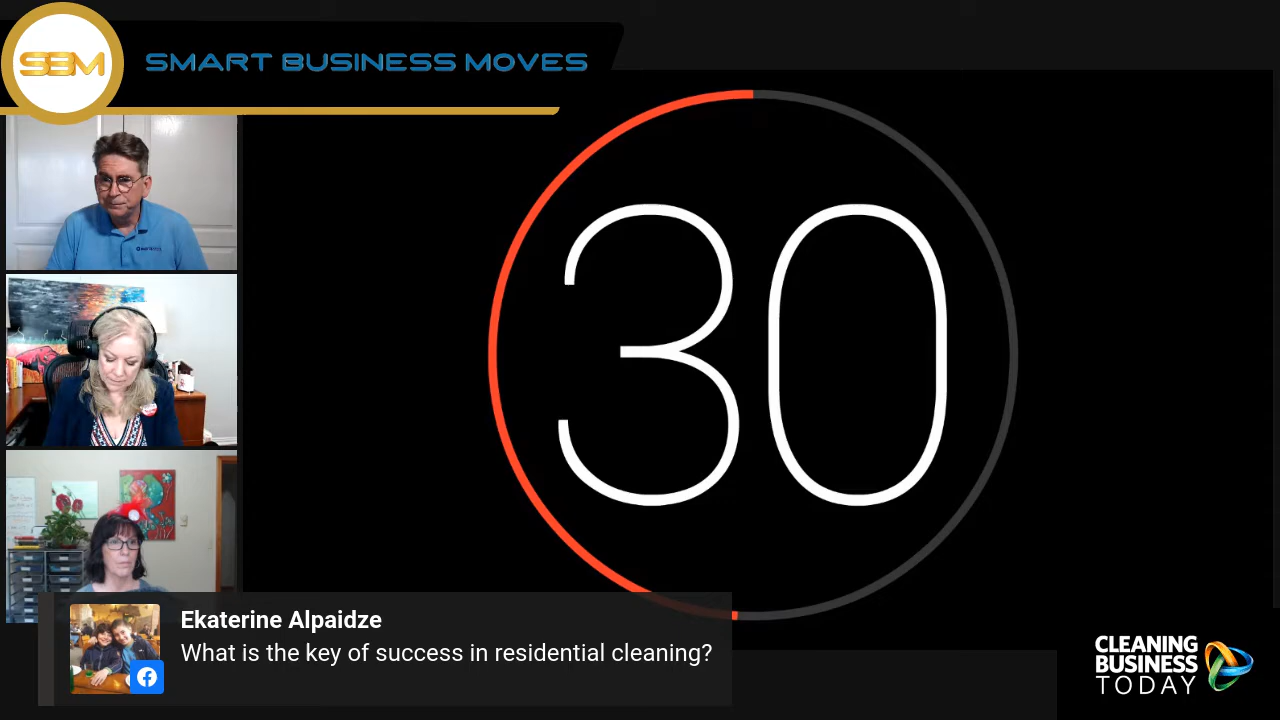 SBM
SMART BUSINESS MOVES
30
Ekaterine Alpaidze
What is the key of success in residential cleaning?
CLEANING
BUSINESS
TODAY